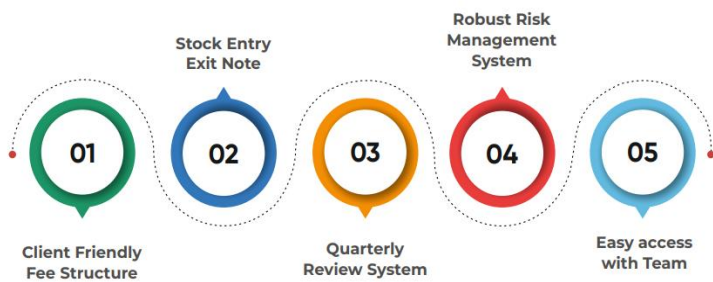 01
Client Friendly
Fee Structure
02
Stock Entry
Exit Note
03
Quarterly
Review System
04
Robust Risk
Management
System
05
Easy access
with Team